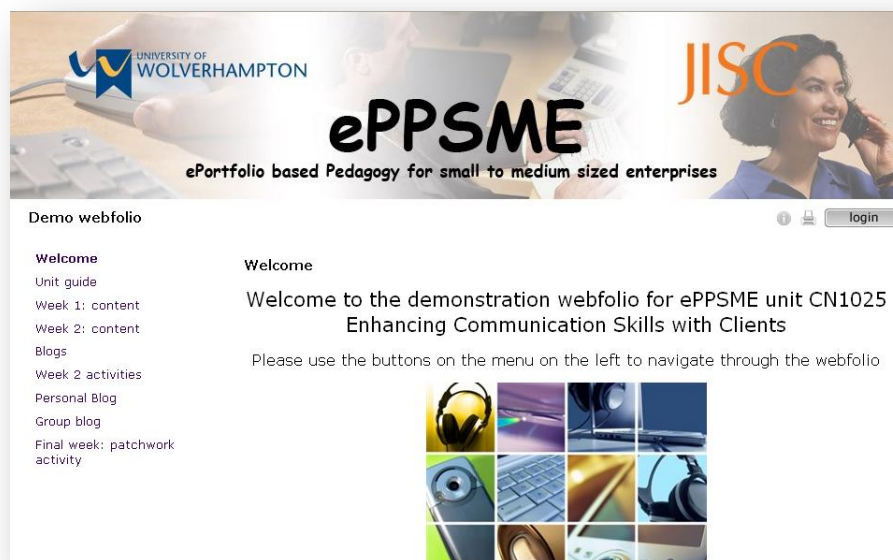 UNIVERSITY OF
WOLVERHAMPTON
JISC
ePPSME
ePortfolio based Pedagogy for small to medium sized enterprises
Demo webfolio
login
Welcome
Unit guide
Week 1: content
Week 2: content
Blogs
Week 2 activities
Personal Blog
Group blog
Final week: patchwork
activity
Welcome
Welcome to the demonstration webfolio for ePPSME unit CN1025
Enhancing Communication Skills with Clients
Please use the buttons on the menu on the left to navigate through the webfolio